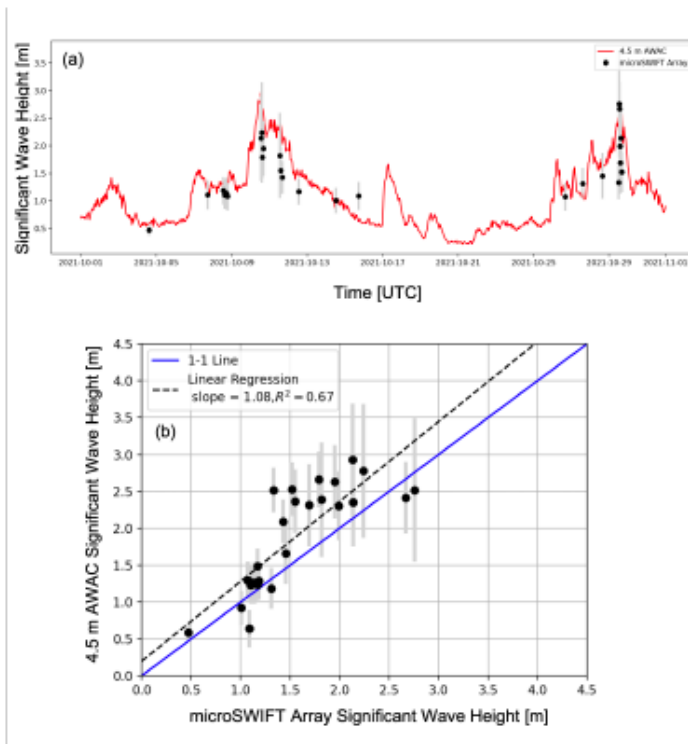 (a)
4.5 m AWAC
microSWIFT Array
Significant Wave Height [m]
3.5
3.0
2.5
2.0
1.5
1.0
0.5
2021-10-01 2021-10-05 2021-10-09 2021-10-13 2021-10-17 2021-10-21 2021-10-25 2021-10-29 2021-11-01
Time [UTC]
4.5 m AWAC Significant Wave Height [m]
4.5
4.0
3.5
3.0
2.5
2.0
1.5
1.0
0.5
0.0
1-1 Line
Linear Regression
slope = 1.08,R² = 0.67
(b)
0.0 0.5 1.0 1.5 2.0 2.5 3.0 3.5 4.0 4.5
microSWIFT Array Significant Wave Height [m]